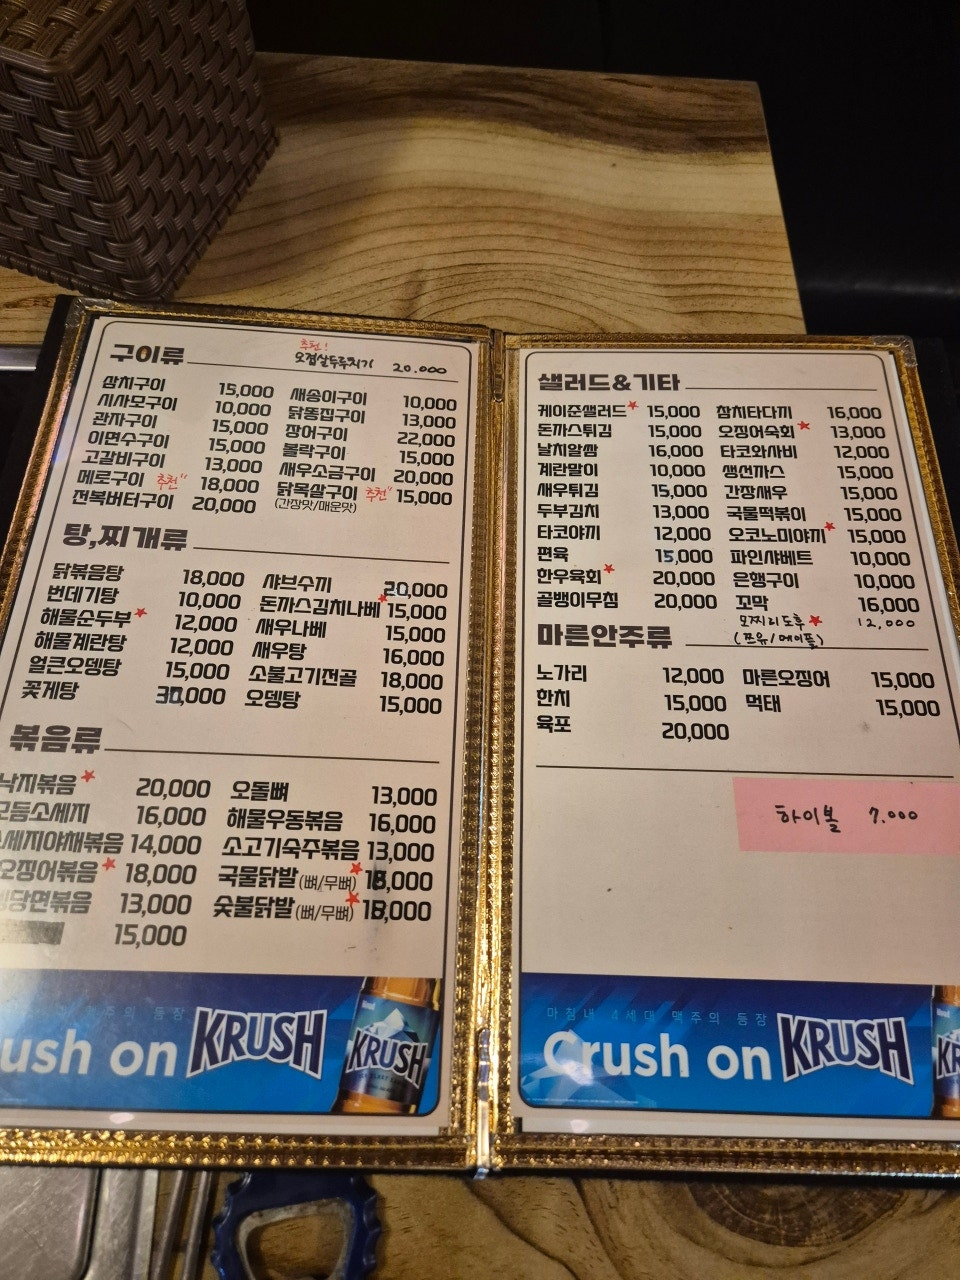 구이류
추천!
오겹살두루치기 20.000
삼치구이 15,000
시사모구이 10,000
관자구이 15,000
이면수구이 15,000
고갈비구이 13,000
메로구이 추천" 18,000
전복버터구이 20,000
새송이구이 10,000
닭똥집구이 13,000
장어구이 22,000
볼락구이 15,000
새우소금구이 20,000
닭목살구이 추천" 15,000
(간장맛/매운맛)
탕,찌개류
닭볶음탕 18,000
번데기탕 10,000
해물순두부 12,000
해물계란탕 12,000
얼큰오뎅탕 15,000
꽃게탕 30,000
샤브수끼 20,000
돈까스김치나베 15,000
새우나베 15,000
새우탕 16,000
소불고기전골 18,000
오뎅탕 15,000
볶음류
낙지볶음 20,000
모듬소세지 16,000
소세지야채볶음 14,000
오징어볶음 18,000
당면볶음 13,000
15,000
오돌뼈 13,000
해물우동볶음 16,000
소고기숙주볶음 13,000
국물닭발(뼈/무뼈) 18,000
숯불닭발(뼈/무뼈) 18,000
ush on KRUSH
KRUSH
샐러드&기타
케이준샐러드 15,000
돈까스튀김 15,000
날치알쌈 16,000
계란말이 10,000
새우튀김 15,000
두부김치 13,000
타코야끼 12,000
편육 15,000
한우육회 20,000
골뱅이무침 20,000
참치타다끼 16,000
오징어숙회 13,000
타코와사비 12,000
생선까스 15,000
간장새우 15,000
국물떡볶이 15,000
오코노미야끼 15,000
파인샤베트 10,000
은행구이 10,000
꼬막 16,000
모찌리도후 12,000
(쯔유/메이플)
마른안주류
노가리 12,000
한치 15,000
육포 20,000
마른오징어 15,000
먹태 15,000
하이볼 7.000
마침내 4세대 맥주의 등장
Crush on KRUSH